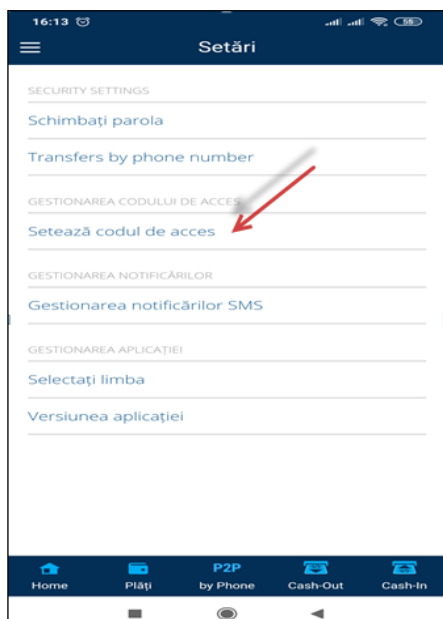 16:13
55
Setări
SECURITY SETTINGS
Schimbați parola
Transfers by phone number
GESTIONAREA CODULUI DE ACCES
Setează codul de acces
GESTIONAREA NOTIFICĂRILOR
Gestionarea notificărilor SMS
GESTIONAREA APLICAȚIEI
Selectați limba
Versiunea aplicației
P2P
Home Plăți by Phone Cash-Out Cash-In